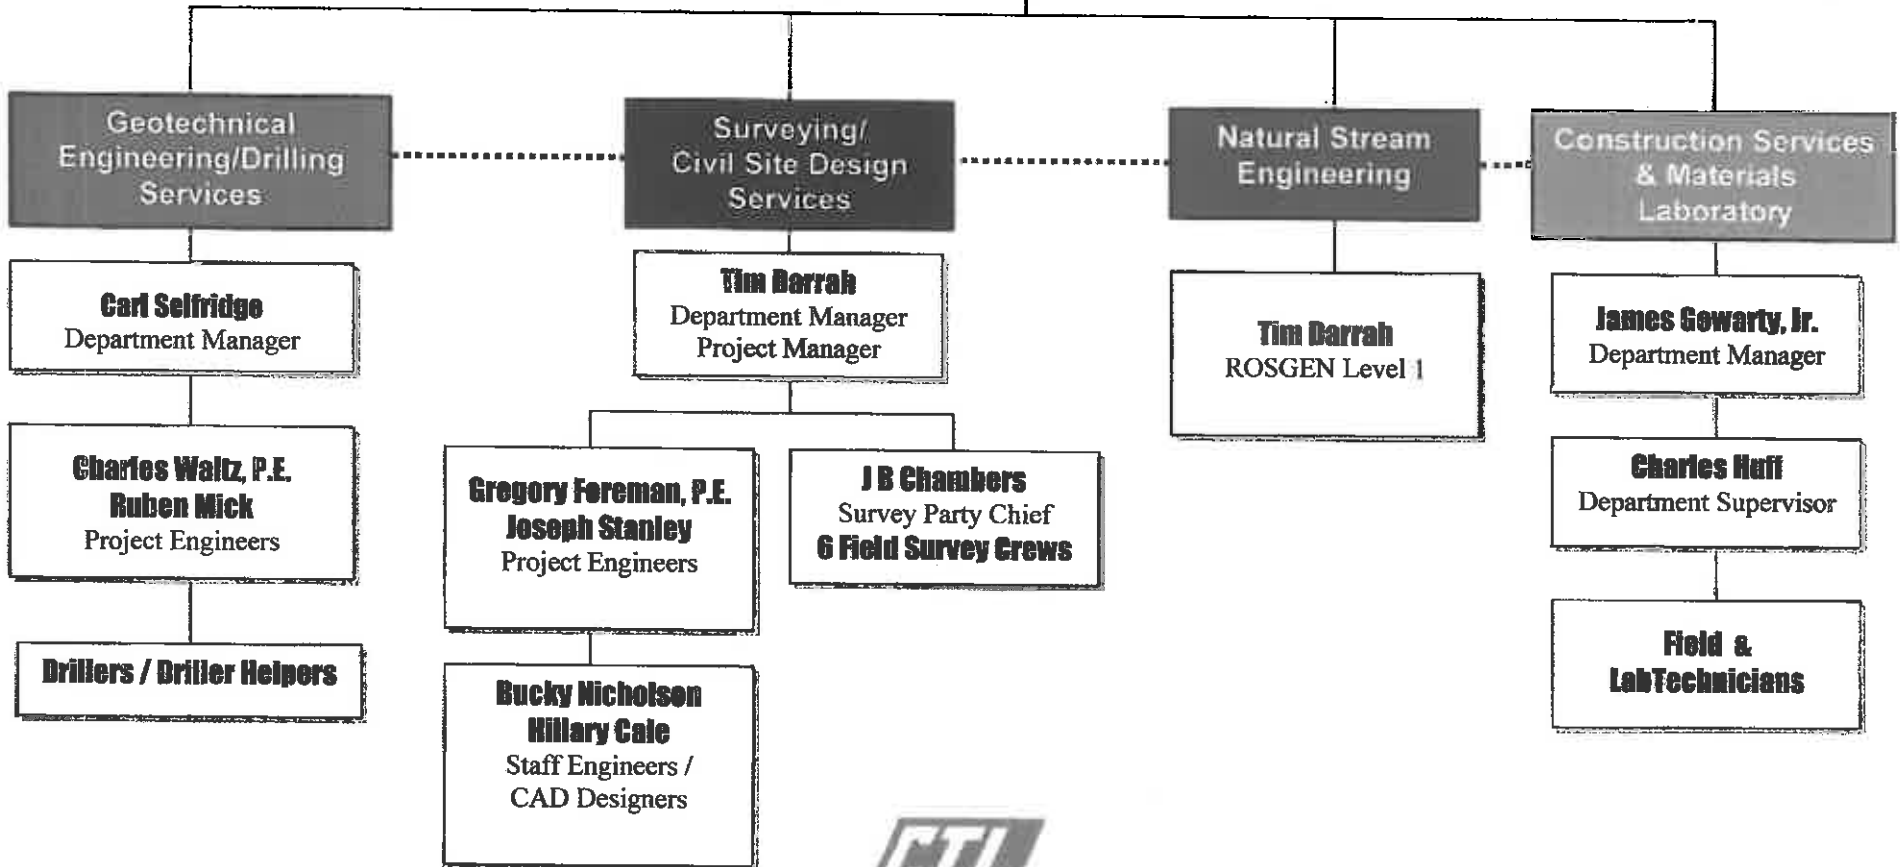 Geotechnical
Engineering/Drilling
Services
Surveying/
Civil Site Design
Services
Natural Stream
Engineering
Construction Services
& Materials
Laboratory
Carl Selfridge
Department Manager
Charles Waltz, P.E.
Ruben Mick
Project Engineers
Drillers / Driller Helpers
Tim Darrah
Department Manager
Project Manager
Gregory Foreman, P.E.
Joseph Stanley
Project Engineers
Bucky Nicholson
Hillary Cale
Staff Engineers /
CAD Designers
J B Chambers
Survey Party Chief
6 Field Survey Crews
Tim Darrah
ROSGEN Level 1
James Gowarty, Jr.
Department Manager
Charles Huff
Department Supervisor
Field &
LabTechnicians
CTL